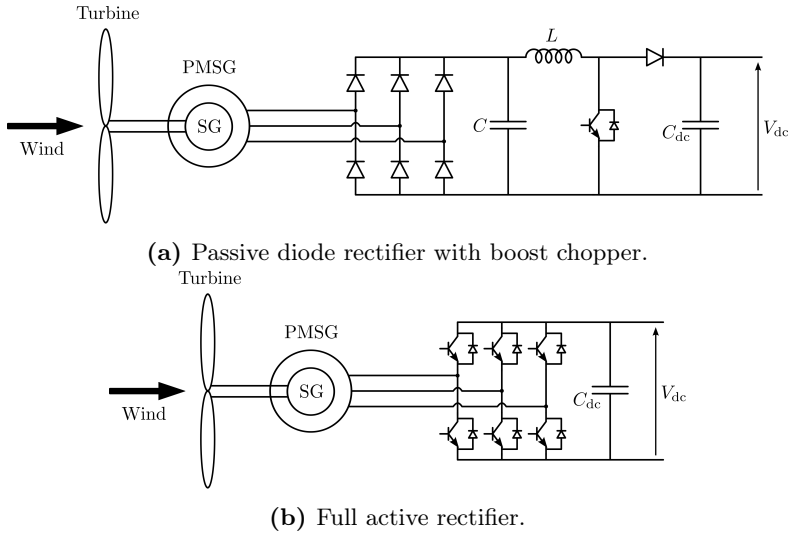 Turbine
PMSG
SG
Wind
C
L
C_dc
V_dc
(a) Passive diode rectifier with boost chopper.
Turbine
PMSG
SG
Wind
C_dc
V_dc
(b) Full active rectifier.